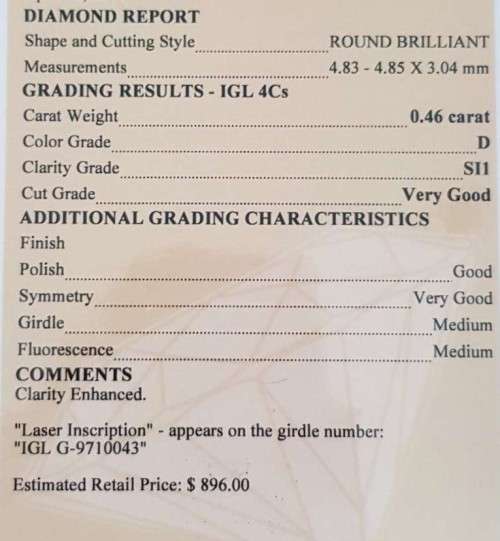 DIAMOND REPORT
Shape and Cutting Style ROUND BRILLIANT
Measurements 4.83 - 4.85 X 3.04 mm
GRADING RESULTS - IGL 4Cs
Carat Weight 0.46 carat
Color Grade D
Clarity Grade SI1
Cut Grade Very Good
ADDITIONAL GRADING CHARACTERISTICS
Finish
Polish Good
Symmetry Very Good
Girdle Medium
Fluorescence Medium
COMMENTS
Clarity Enhanced.
"Laser Inscription" - appears on the girdle number:
"IGL G-9710043"
Estimated Retail Price: $ 896.00